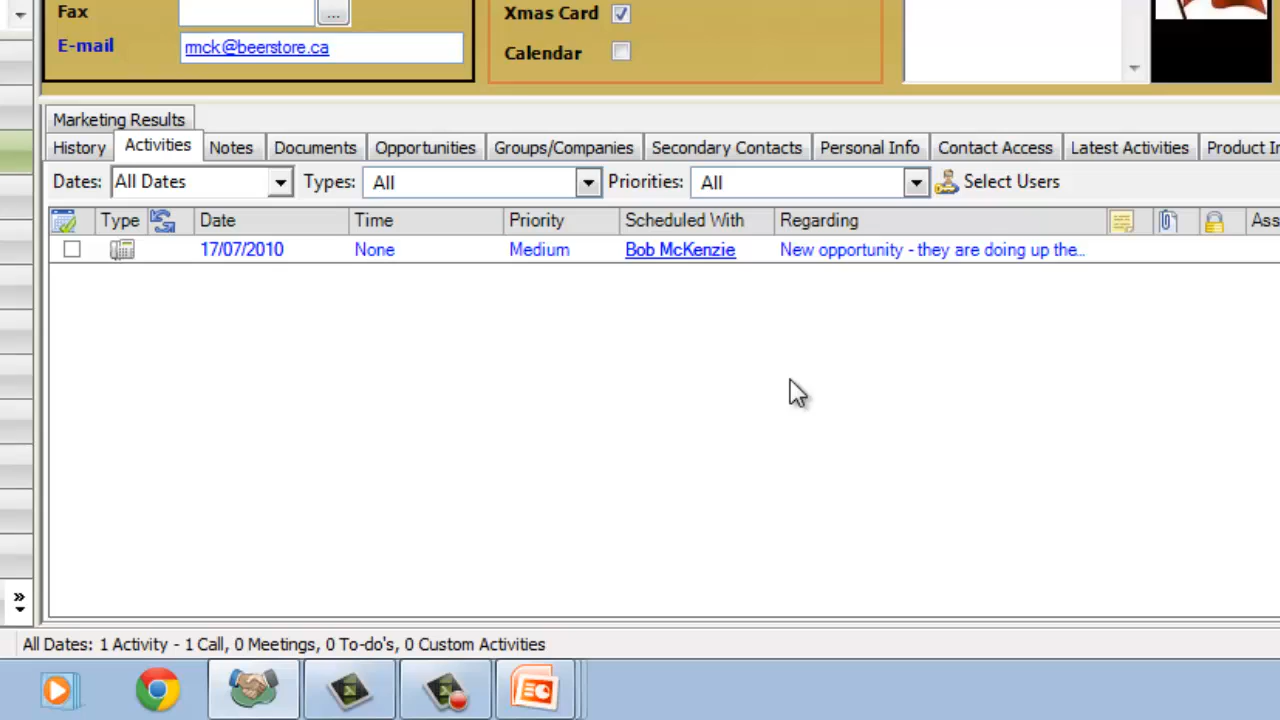 Fax ...
E-mail rmck@beerstore.ca
Xmas Card
Calendar
Marketing Results
History Activities Notes Documents Opportunities Groups/Companies Secondary Contacts Personal Info Contact Access Latest Activities Product In
Dates: All Dates Types: All Priorities: All Select Users
Type Date Time Priority Scheduled With Regarding Ass
17/07/2010 None Medium Bob McKenzie New opportunity - they are doing up the...
All Dates: 1 Activity - 1 Call, 0 Meetings, 0 To-do's, 0 Custom Activities